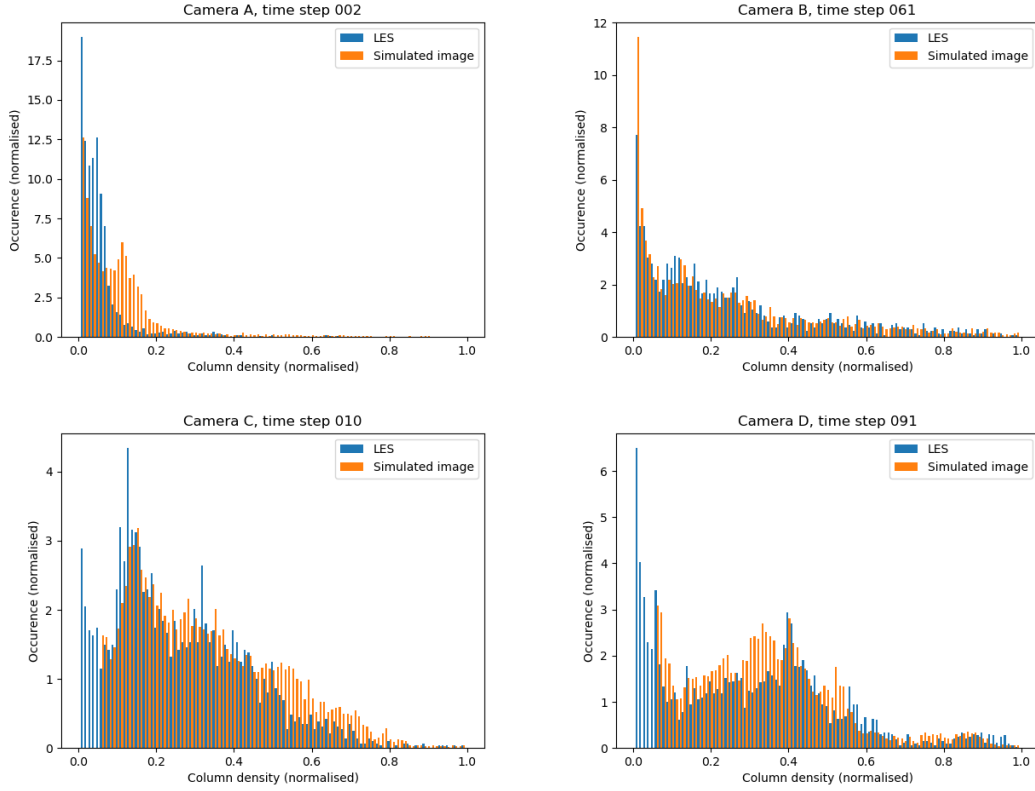 Camera A, time step 002
LES
Simulated image
17.5
15.0
12.5
10.0
7.5
5.0
2.5
0.0
Occurence (normalised)
0.0 0.2 0.4 0.6 0.8 1.0
Column density (normalised)
Camera B, time step 061
LES
Simulated image
12
10
8
6
4
2
0
Occurence (normalised)
0.0 0.2 0.4 0.6 0.8 1.0
Column density (normalised)
Camera C, time step 010
LES
Simulated image
4
3
2
1
0
Occurence (normalised)
0.0 0.2 0.4 0.6 0.8 1.0
Column density (normalised)
Camera D, time step 091
LES
Simulated image
6
5
4
3
2
1
0
Occurence (normalised)
0.0 0.2 0.4 0.6 0.8 1.0
Column density (normalised)